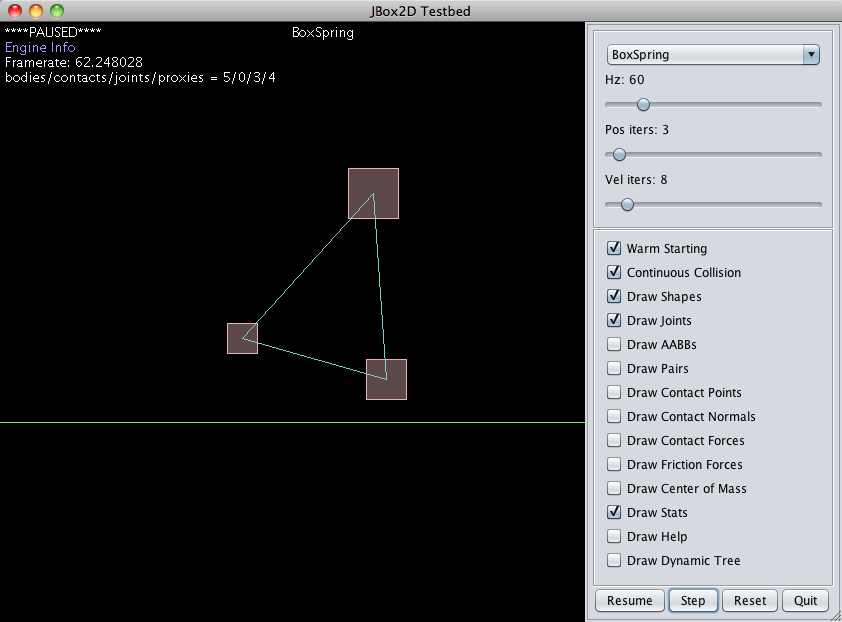 JBox2D Testbed
****PAUSED****
BoxSpring
Engine Info
Framerate: 62.248028
bodies/contacts/joints/proxies = 5/0/3/4
BoxSpring
Hz: 60
Pos iters: 3
Vel iters: 8
Warm Starting
Continuous Collision
Draw Shapes
Draw Joints
Draw AABBs
Draw Pairs
Draw Contact Points
Draw Contact Normals
Draw Contact Forces
Draw Friction Forces
Draw Center of Mass
Draw Stats
Draw Help
Draw Dynamic Tree
Resume Step Reset Quit